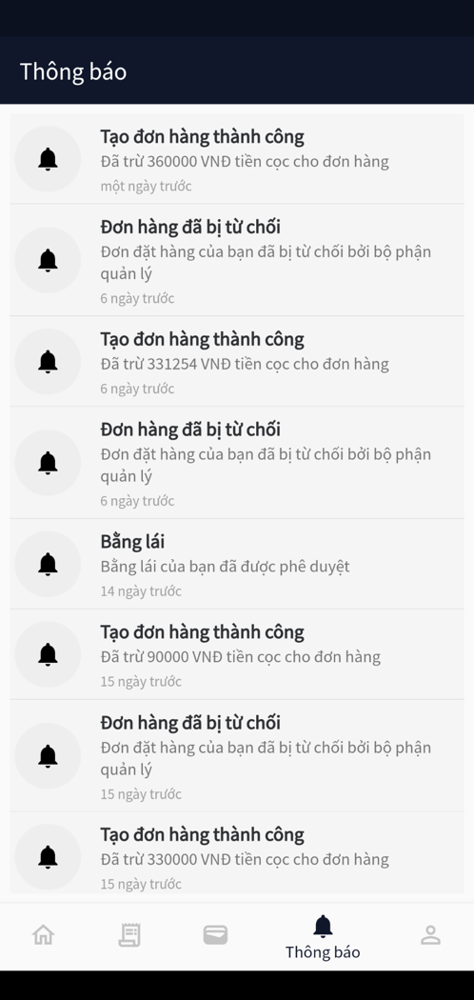 Thông báo
Tạo đơn hàng thành công
Đã trừ 360000 VNĐ tiền cọc cho đơn hàng
một ngày trước
Đơn hàng đã bị từ chối
Đơn đặt hàng của bạn đã bị từ chối bởi bộ phận
quản lý
6 ngày trước
Tạo đơn hàng thành công
Đã trừ 331254 VNĐ tiền cọc cho đơn hàng
6 ngày trước
Đơn hàng đã bị từ chối
Đơn đặt hàng của bạn đã bị từ chối bởi bộ phận
quản lý
6 ngày trước
Bằng lái
Bằng lái của bạn đã được phê duyệt
14 ngày trước
Tạo đơn hàng thành công
Đã trừ 90000 VNĐ tiền cọc cho đơn hàng
15 ngày trước
Đơn hàng đã bị từ chối
Đơn đặt hàng của bạn đã bị từ chối bởi bộ phận
quản lý
15 ngày trước
Tạo đơn hàng thành công
Đã trừ 330000 VNĐ tiền cọc cho đơn hàng
15 ngày trước
Thông báo